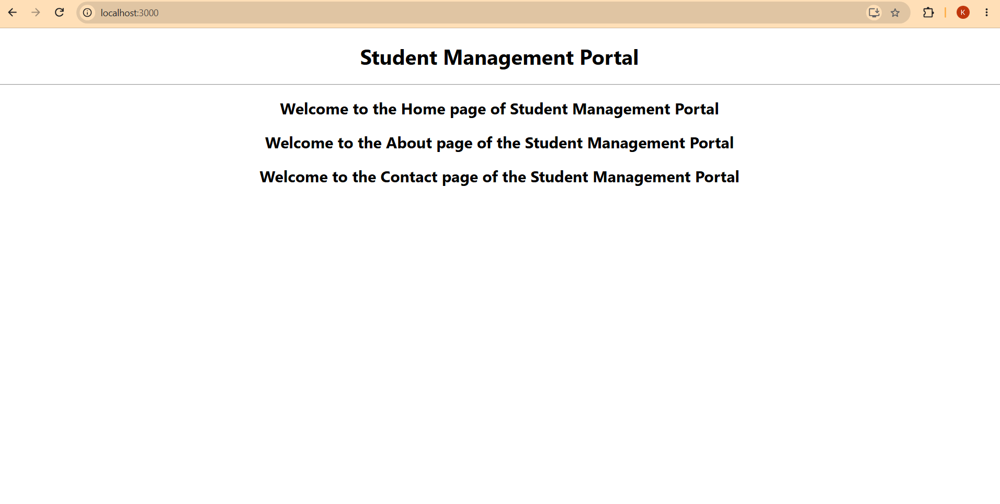 localhost:3000
K
Student Management Portal
Welcome to the Home page of Student Management Portal
Welcome to the About page of the Student Management Portal
Welcome to the Contact page of the Student Management Portal